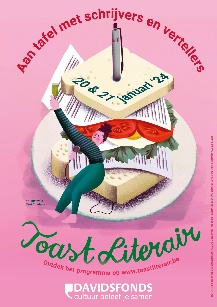 Aan tafel met schrijvers en vertellers
20 & 21 januari '24
Toast Literair
Ontdek het programma op www.toastliterair.be
DAVIDSFONDS
cultuur beleef je samen